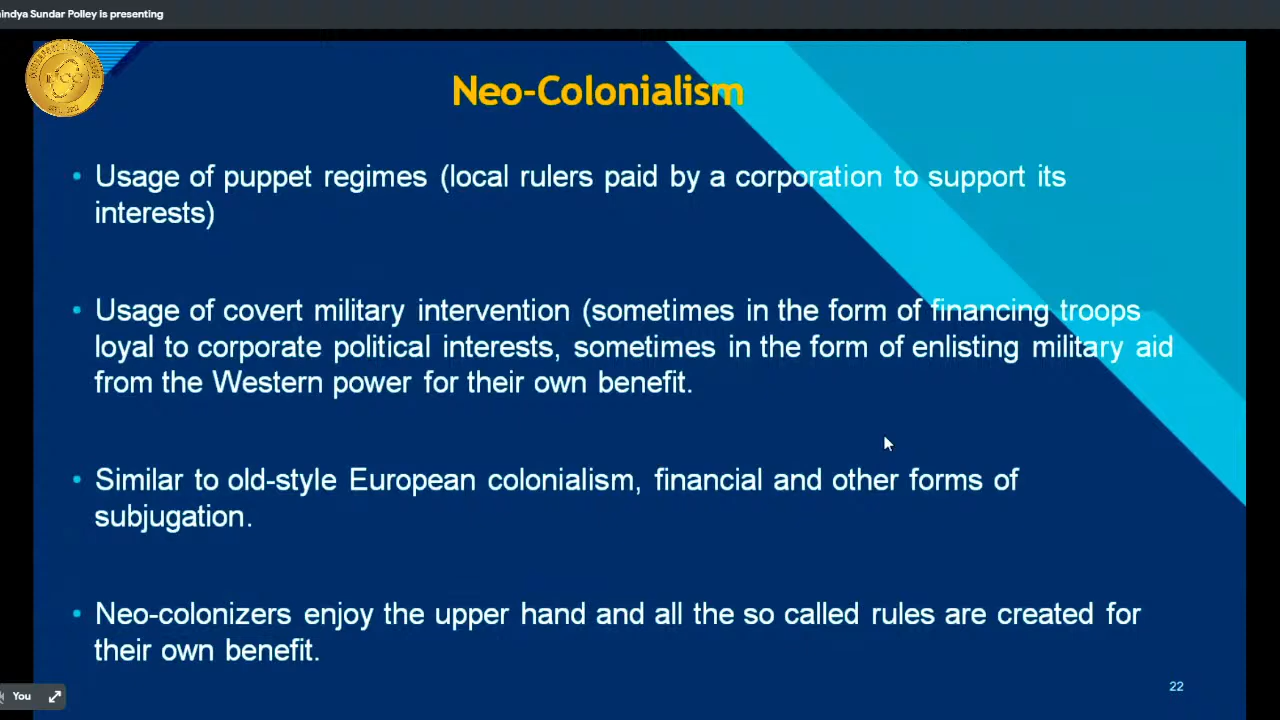 indya Sundar Polley is presenting
Neo-Colonialism
• Usage of puppet regimes (local rulers paid by a corporation to support its
interests)
• Usage of covert military intervention (sometimes in the form of financing troops
loyal to corporate political interests, sometimes in the form of enlisting military aid
from the Western power for their own benefit.
• Similar to old-style European colonialism, financial and other forms of
subjugation.
• Neo-colonizers enjoy the upper hand and all the so called rules are created for
their own benefit.
You
22